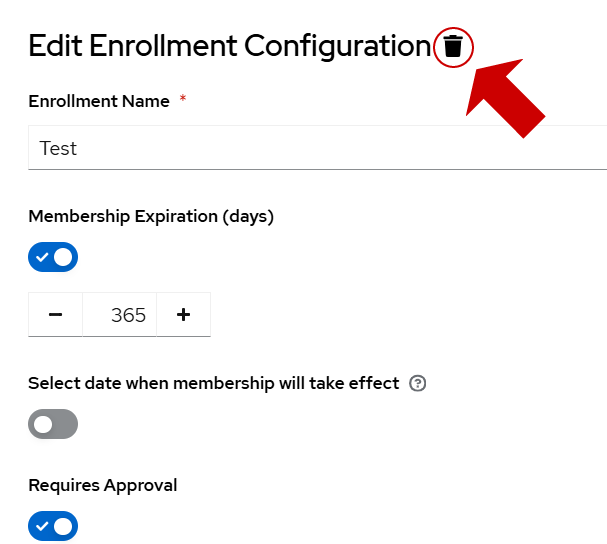 Edit Enrollment Configuration
Enrollment Name *
Test
Membership Expiration (days)
− 365 +
Select date when membership will take effect ?
Requires Approval